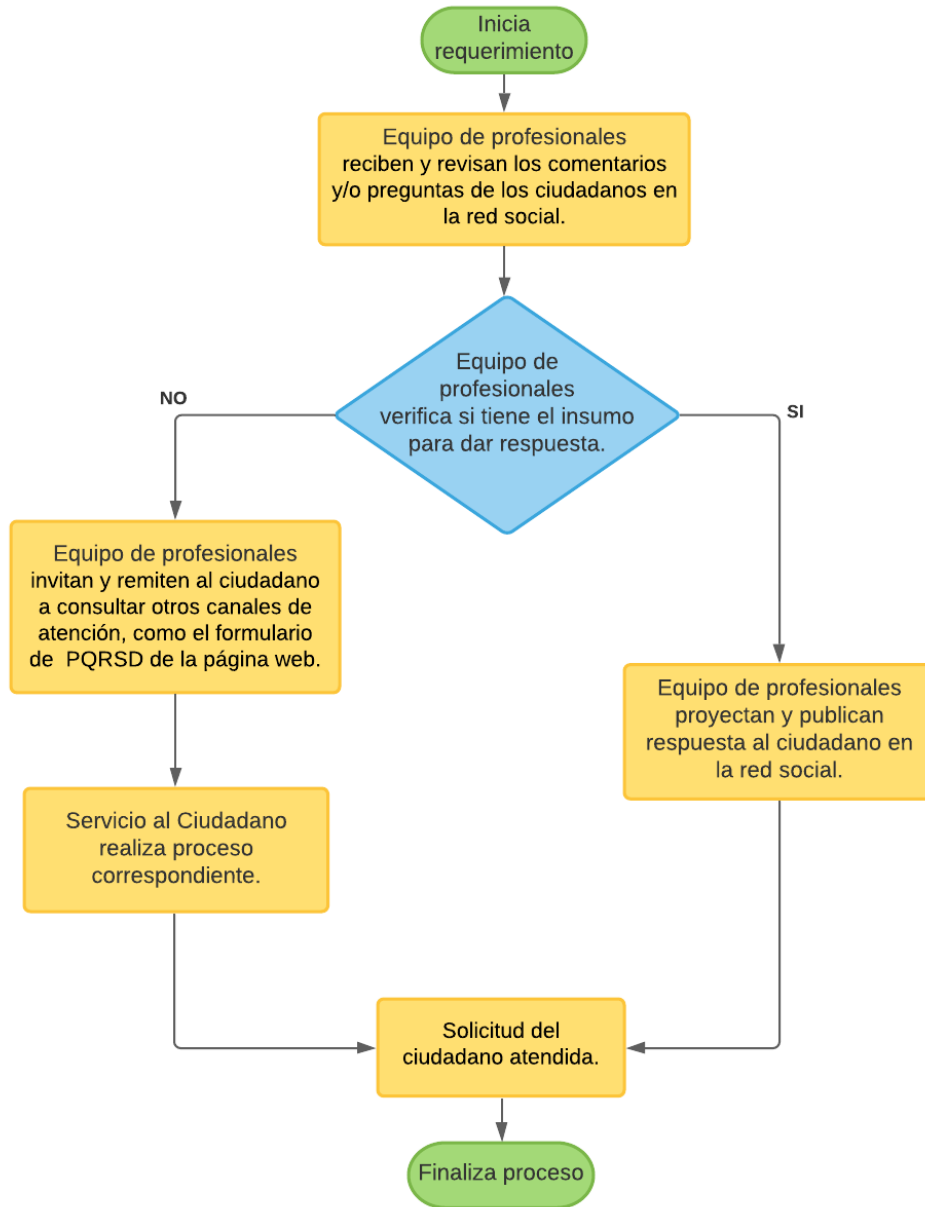 Inicia
requerimiento
Equipo de profesionales
reciben y revisan los comentarios
y/o preguntas de los ciudadanos en
la red social.
Equipo de
profesionales
verifica si tiene el insumo
para dar respuesta.
NO
SI
Equipo de profesionales
invitan y remiten al ciudadano
a consultar otros canales de
atención, como el formulario
de PQRSD de la página web.
Equipo de profesionales
proyectan y publican
respuesta al ciudadano en
la red social.
Servicio al Ciudadano
realiza proceso
correspondiente.
Solicitud del
ciudadano atendida.
Finaliza proceso